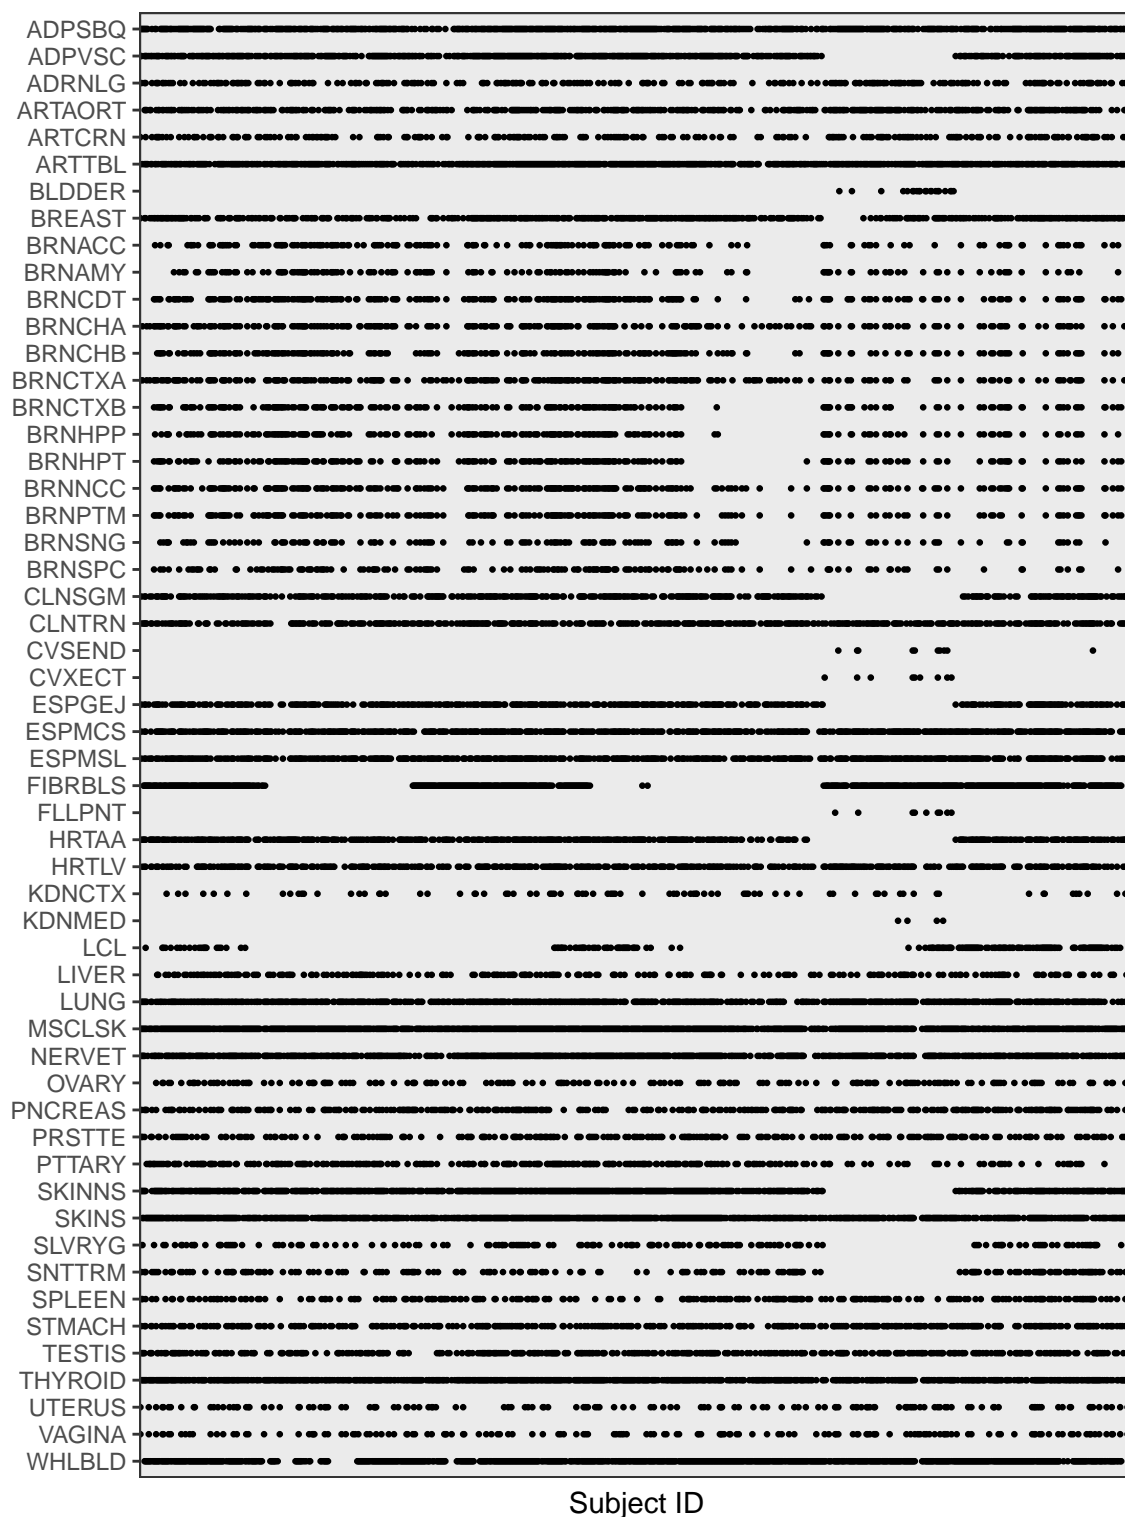 ADPSBQ
ADPVSC
ADRNLG
ARTAORT
ARTCRN
ARTTBL
BLDDER
BREAST
BRNACC
BRNAMY
BRNCDT
BRNCHA
BRNCHB
BRNCTXA
BRNCTXB
BRNHPP
BRNHPT
BRNNCC
BRNPTM
BRNSNG
BRNSPC
CLNSGM
CLNTRN
CVSEND
CVXECT
ESPGEJ
ESPMCS
ESPMSL
FIBRBLS
FLLPNT
HRTAA
HRTLV
KDNCTX
KDNMED
LCL
LIVER
LUNG
MSCLSK
NERVET
OVARY
PNCREAS
PRSTTE
PTTARY
SKINNS
SKINS
SLVRYG
SNTTRM
SPLEEN
STMACH
TESTIS
THYROID
UTERUS
VAGINA
WHLBLD
Subject ID